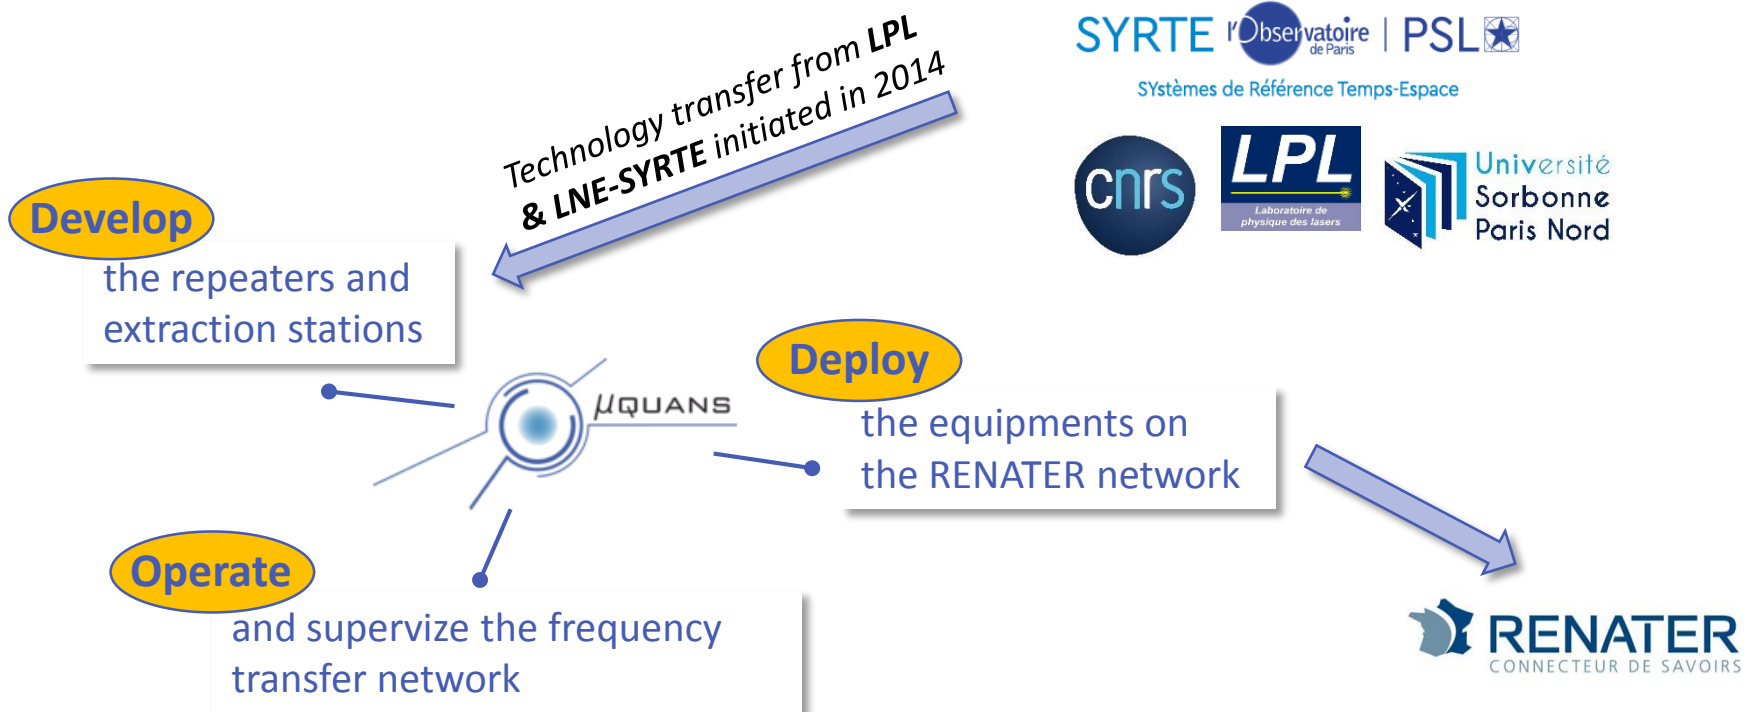 SYRTE l'Observatoire de Paris | PSL
SYstèmes de Référence Temps-Espace
Technology transfer from LPL
& LNE-SYRTE initiated in 2014
cnrs
LPL
Laboratoire de
physique des lasers
Université
Sorbonne
Paris Nord
Develop
the repeaters and
extraction stations
Deploy
the equipments on
the RENATER network
μQUANS
Operate
and supervize the frequency
transfer network
RENATER
CONNECTEUR DE SAVOIRS